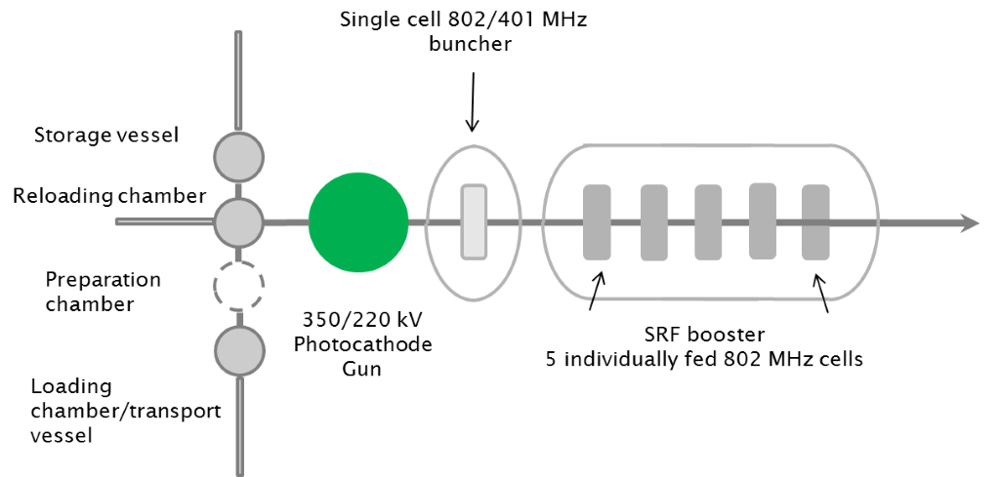 Single cell 802/401 MHz
buncher
Storage vessel
Reloading chamber
Preparation
chamber
350/220 kV
Photocathode
Gun
SRF booster
5 individually fed 802 MHz cells
Loading
chamber/transport
vessel